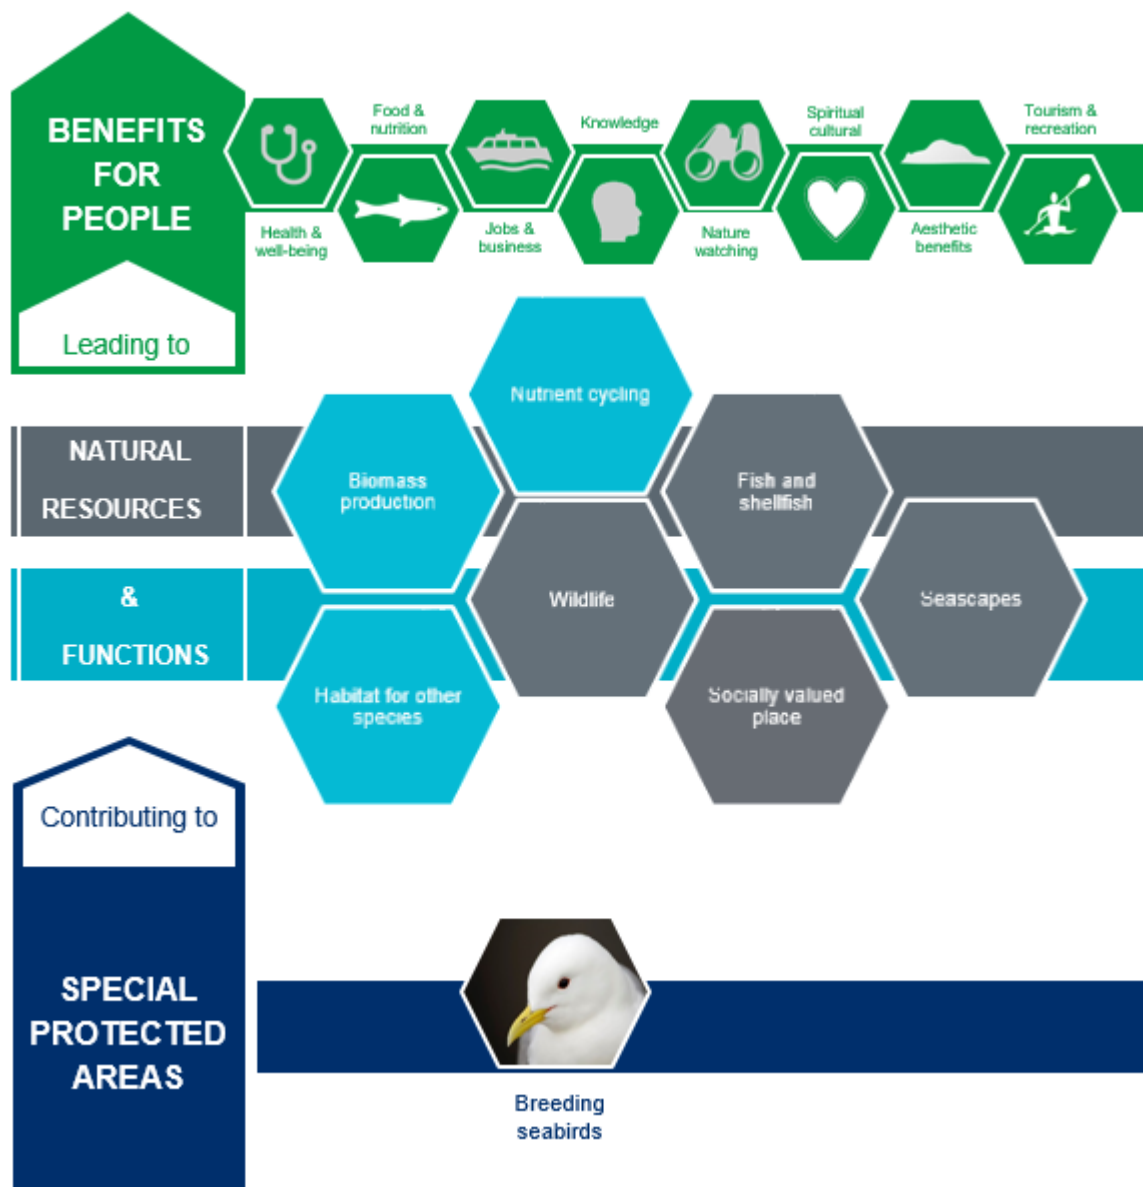 BENEFITS
FOR
PEOPLE
Leading to
Health &
well-being
Food &
nutrition
Jobs &
business
Knowledge
Nature
watching
Spiritual
cultural
Aesthetic
benefits
Tourism &
recreation
NATURAL
RESOURCES
&
FUNCTIONS
Nutrient cycling
Biomass
production
Fish and
shellfish
Wildlife
Seascapes
Habitat for other
species
Socially valued
place
Contributing to
SPECIAL
PROTECTED
AREAS
Breeding
seabirds